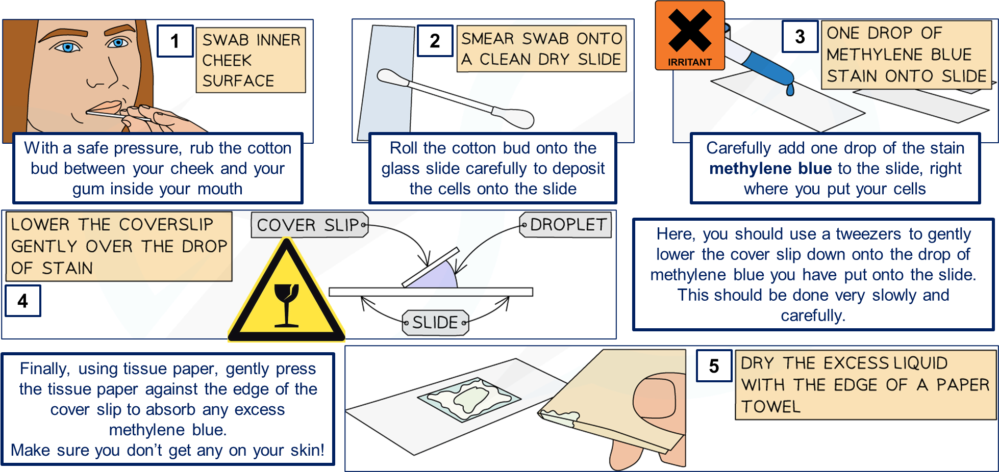 1
SWAB INNER
CHEEK
SURFACE
With a safe pressure, rub the cotton
bud between your cheek and your
gum inside your mouth
2
SMEAR SWAB ONTO
A CLEAN DRY SLIDE
Roll the cotton bud onto the
glass slide carefully to deposit
the cells onto the slide
IRRITANT
3
ONE DROP OF
METHYLENE BLUE
STAIN ONTO SLIDE
Carefully add one drop of the stain
methylene blue to the slide, right
where you put your cells
LOWER THE COVERSLIP
GENTLY OVER THE DROP
OF STAIN
4
COVER SLIP
DROPLET
SLIDE
Here, you should use a tweezers to gently
lower the cover slip down onto the drop of
methylene blue you have put onto the slide.
This should be done very slowly and
carefully.
Finally, using tissue paper, gently press
the tissue paper against the edge of the
cover slip to absorb any excess
methylene blue.
Make sure you don’t get any on your skin!
5
DRY THE EXCESS LIQUID
WITH THE EDGE OF A PAPER
TOWEL